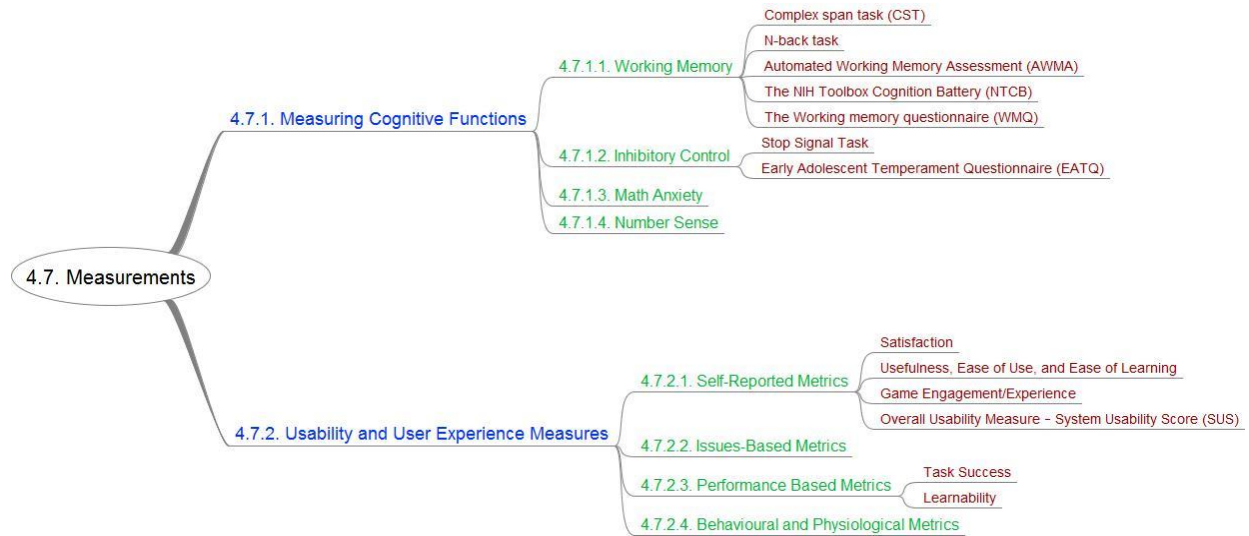 4.7. Measurements
4.7.1. Measuring Cognitive Functions
4.7.1.1. Working Memory
Complex span task (CST)
N-back task
Automated Working Memory Assessment (AWMA)
The NIH Toolbox Cognition Battery (NTCB)
The Working memory questionnaire (WMQ)
4.7.1.2. Inhibitory Control
Stop Signal Task
Early Adolescent Temperament Questionnaire (EATQ)
4.7.1.3. Math Anxiety
4.7.1.4. Number Sense
4.7.2. Usability and User Experience Measures
4.7.2.1. Self-Reported Metrics
Satisfaction
Usefulness, Ease of Use, and Ease of Learning
Game Engagement/Experience
Overall Usability Measure – System Usability Score (SUS)
4.7.2.2. Issues-Based Metrics
4.7.2.3. Performance Based Metrics
Task Success
Learnability
4.7.2.4. Behavioural and Physiological Metrics